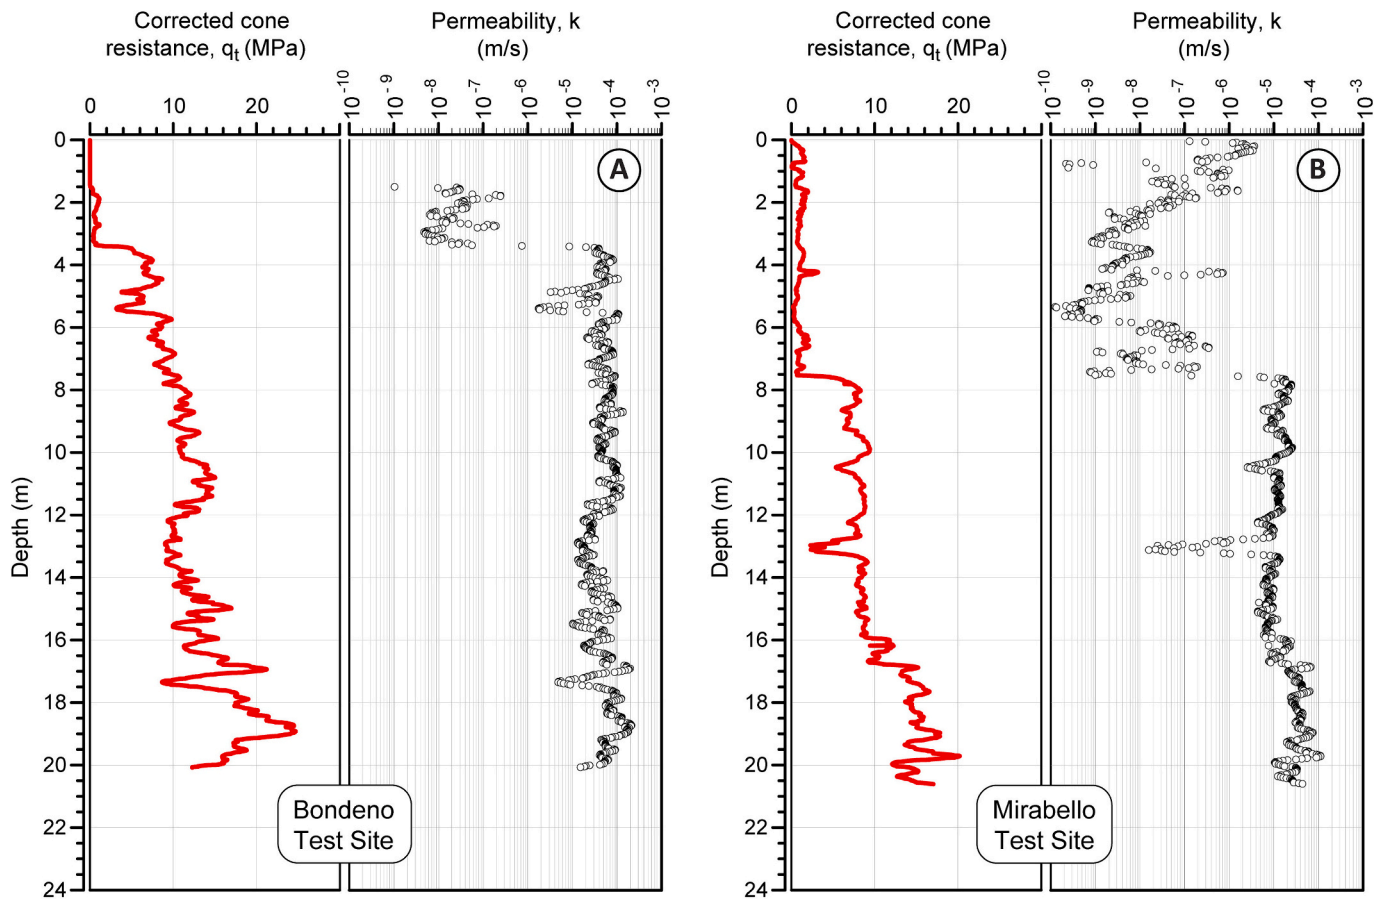 Corrected cone
resistance, qt (MPa)
Permeability, k
(m/s)
Corrected cone
resistance, qt (MPa)
Permeability, k
(m/s)
0 10 20
10-10 10-9 10-8 10-7 10-6 10-5 10-4 10-3
0 10 20
10-10 10-9 10-8 10-7 10-6 10-5 10-4 10-3
A
B
Depth (m)
0
2
4
6
8
10
12
14
16
18
20
22
24
Depth (m)
0
2
4
6
8
10
12
14
16
18
20
22
24
Bondeno
Test Site
Mirabello
Test Site